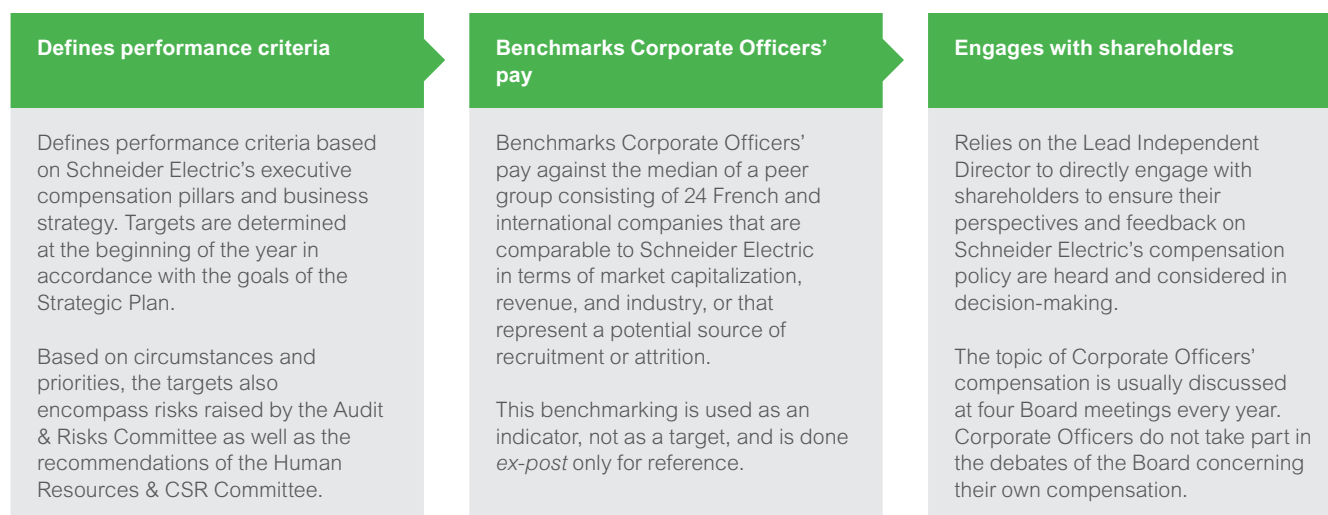 Defines performance criteria
Defines performance criteria based
on Schneider Electric's executive
compensation pillars and business
strategy. Targets are determined
at the beginning of the year in
accordance with the goals of the
Strategic Plan.
Based on circumstances and
priorities, the targets also
encompass risks raised by the Audit
& Risks Committee as well as the
recommendations of the Human
Resources & CSR Committee.
Benchmarks Corporate Officers'
pay
Benchmarks Corporate Officers'
pay against the median of a peer
group consisting of 24 French and
international companies that are
comparable to Schneider Electric
in terms of market capitalization,
revenue, and industry, or that
represent a potential source of
recruitment or attrition.
This benchmarking is used as an
indicator, not as a target, and is done
ex-post only for reference.
Engages with shareholders
Relies on the Lead Independent
Director to directly engage with
shareholders to ensure their
perspectives and feedback on
Schneider Electric's compensation
policy are heard and considered in
decision-making.
The topic of Corporate Officers'
compensation is usually discussed
at four Board meetings every year.
Corporate Officers do not take part in
the debates of the Board concerning
their own compensation.